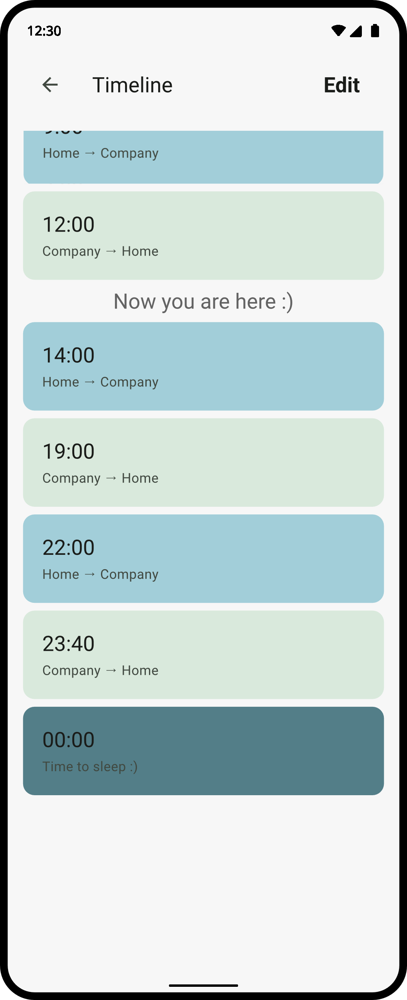 12:30
Timeline
Edit
Home → Company
12:00
Company → Home
Now you are here :)
14:00
Home → Company
19:00
Company → Home
22:00
Home → Company
23:40
Company → Home
00:00
Time to sleep :)